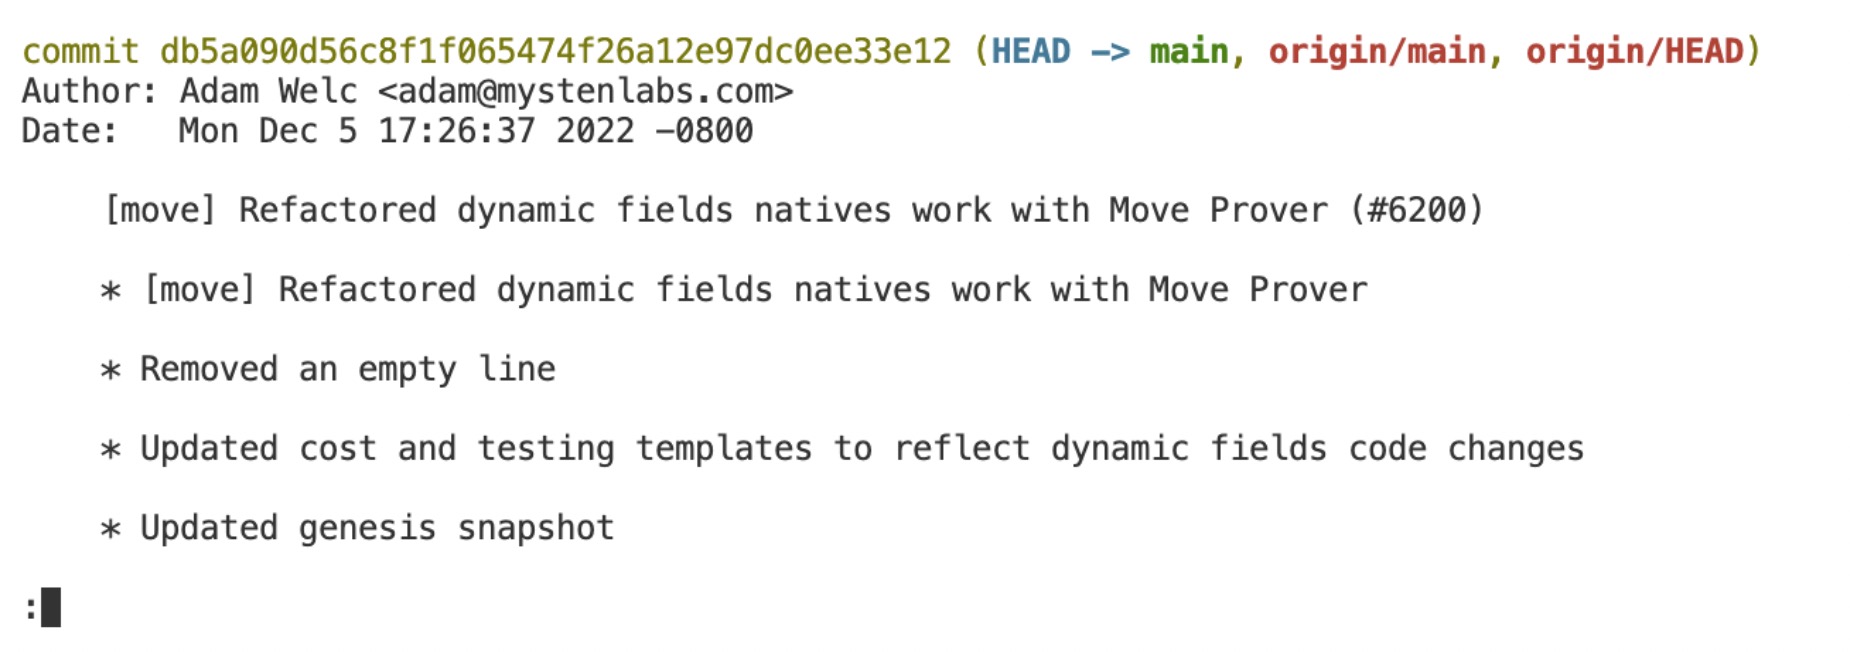 commit db5a090d56c8f1f065474f26a12e97dc0ee33e12 (HEAD -> main, origin/main, origin/HEAD)
Author: Adam Welc <adam@mystenlabs.com>
Date:   Mon Dec 5 17:26:37 2022 -0800

    [move] Refactored dynamic fields natives work with Move Prover (#6200)

    * [move] Refactored dynamic fields natives work with Move Prover

    * Removed an empty line

    * Updated cost and testing templates to reflect dynamic fields code changes

    * Updated genesis snapshot

: